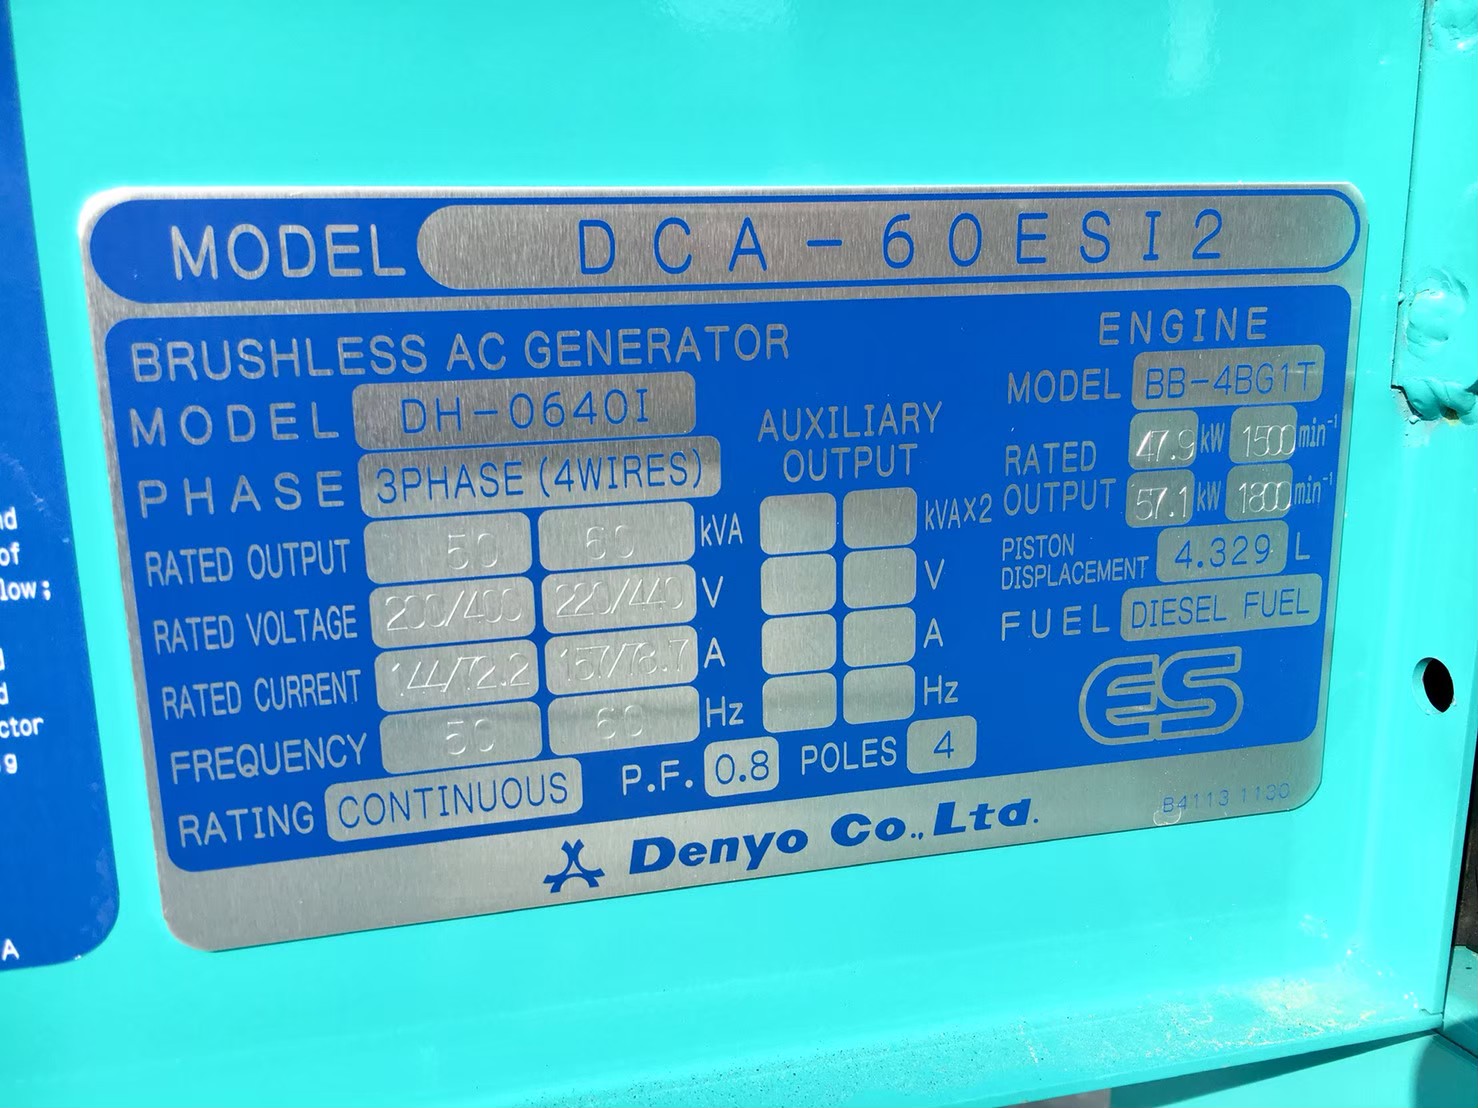 MODEL DCA-60ESI2
BRUSHLESS AC GENERATOR
MODEL DH-0640I
PHASE 3PHASE (4WIRES)
RATED OUTPUT 50 60 kVA
RATED VOLTAGE 200/400 220/440 V
RATED CURRENT 144/72.2 157/78.7 A
FREQUENCY 50 60 Hz
RATING CONTINUOUS P.F. 0.8 POLES 4
AUXILIARY
OUTPUT
kVA×2
V
A
Hz
ENGINE
MODEL BB-4BG1T
RATED OUTPUT
47.9 kW 1500 min-1
57.1 kW 1800 min-1
PISTON
DISPLACEMENT 4.329 L
FUEL DIESEL FUEL
ES
Denyo Co., Ltd.
of
low;
ctor
A